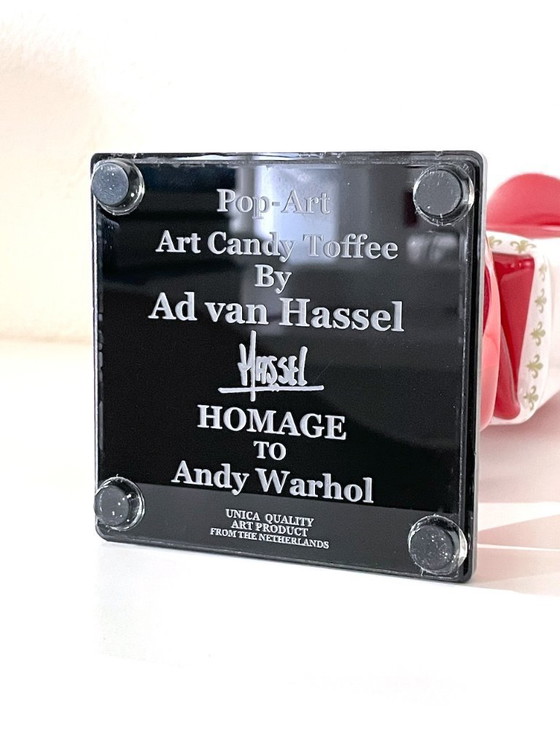 Pop-Art
Art Candy Toffee
By
Ad van Hassel
HASSEL
HOMAGE
TO
Andy Warhol
UNICA QUALITY
ART PRODUCT
FROM THE NETHERLANDS